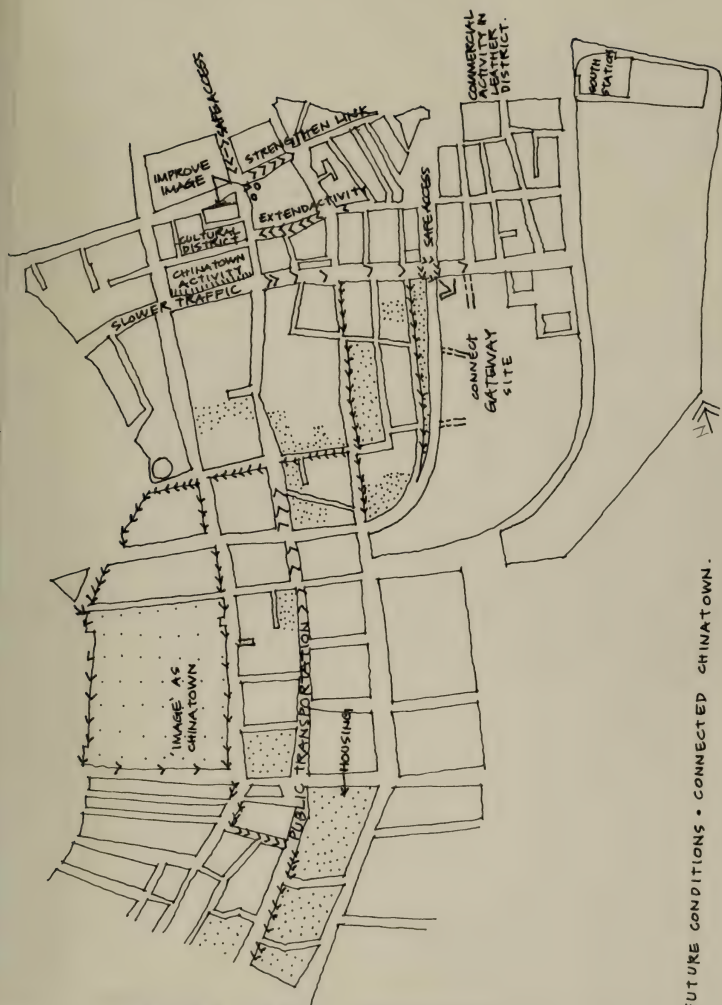 SAFE ACCESS
COMMERCIAL
ACTIVITY IN
LEATHER
DISTRICT.
SOUTH
STATION
IMPROVE
IMAGE
STRENGTHEN LINK
EXTEND ACTIVITY
CULTURAL
DISTRICT
CHINATOWN
ACTIVITY
SLOWER TRAFFIC
SAFE ACCESS
CONNECT
GATEWAY
SITE
'IMAGE' AS
CHINATOWN
PUBLIC TRANSPORTATION
HOUSING
N
FUTURE CONDITIONS • CONNECTED CHINATOWN.